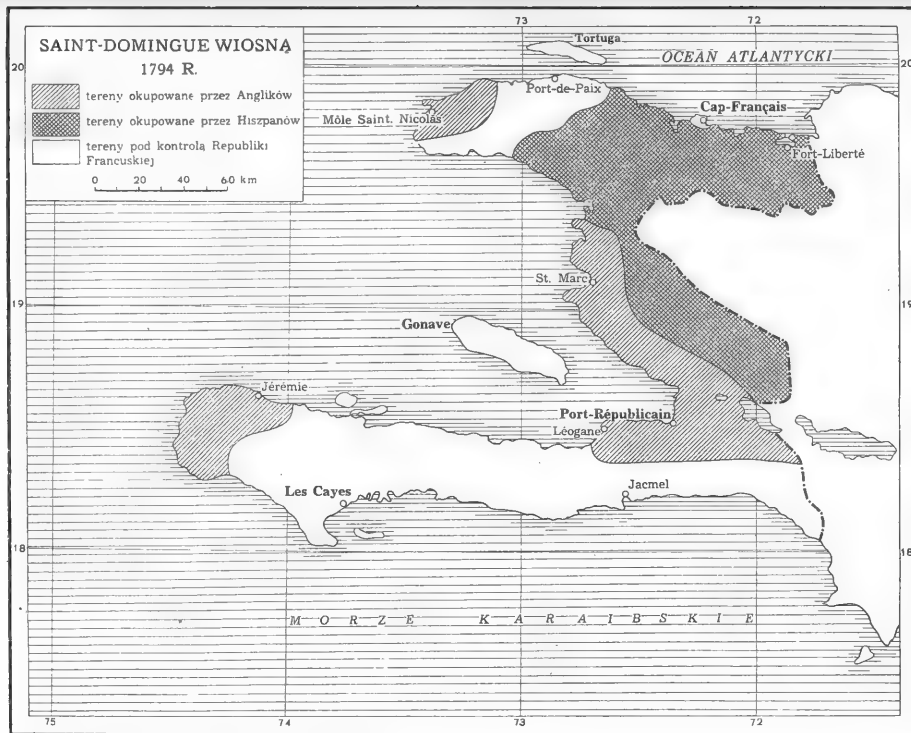 SAINT-DOMINGUE WIOSNĄ
1794 R.
tereny okupowane przez Anglików
tereny okupowane przez Hiszpanów
tereny pod kontrolą Republiki
Francuskiej
0 20 40 60 km
73 72
Tortuga
OCEAN ATLANTYCKI
20 20
Port-de-Paix
Cap-Français
Môle Saint. Nicolas
Fort-Liberté
St. Marc
19 19
Gonave
Jérémie
Port-Républicain
Léogane
Les Cayes
Jacmel
18 18
MORZE KARAIBSKIE
75 74 73 72